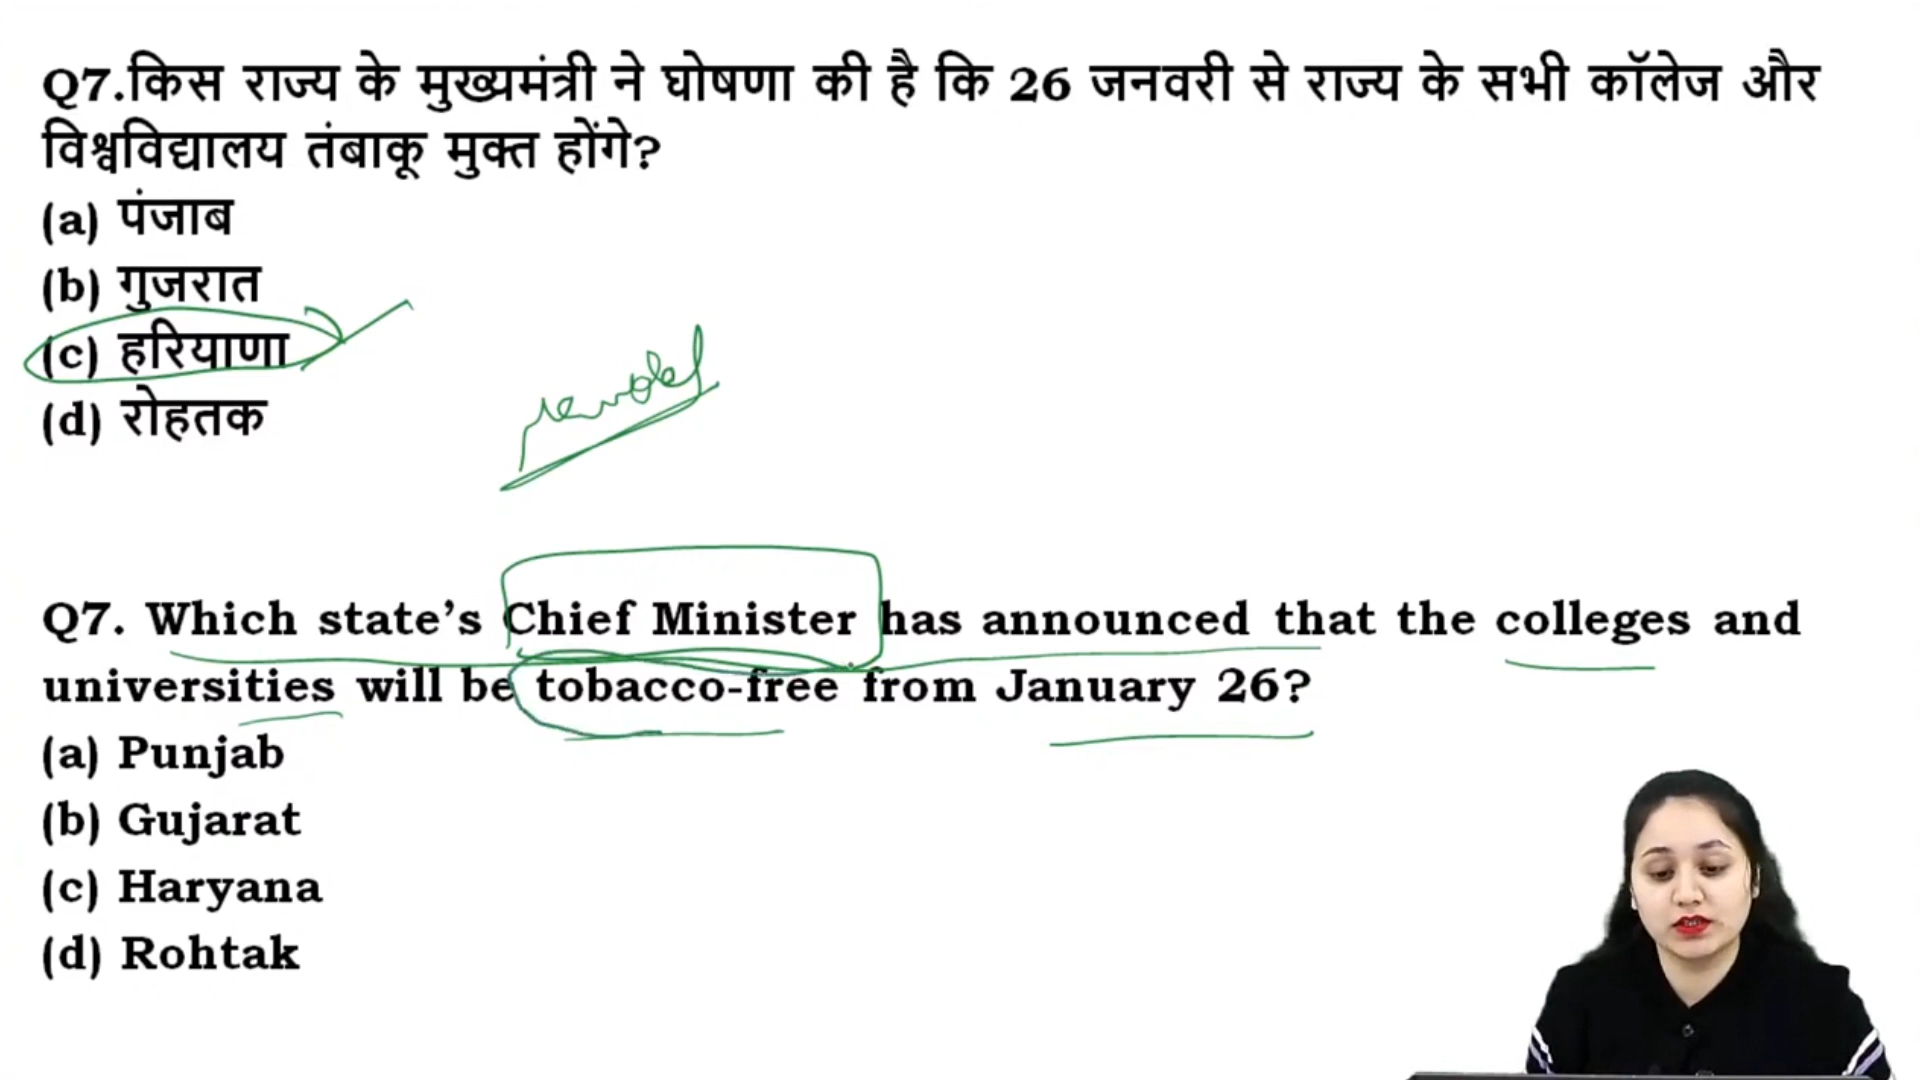 Q7.किस राज्य के मुख्यमंत्री ने घोषणा की है कि 26 जनवरी से राज्य के सभी कॉलेज और
विश्वविद्यालय तंबाकू मुक्त होंगे?
(a) पंजाब
(b) गुजरात
(c) हरियाणा
(d) रोहतक
Q7. Which state’s Chief Minister has announced that the colleges and
universities will be tobacco-free from January 26?
(a) Punjab
(b) Gujarat
(c) Haryana
(d) Rohtak